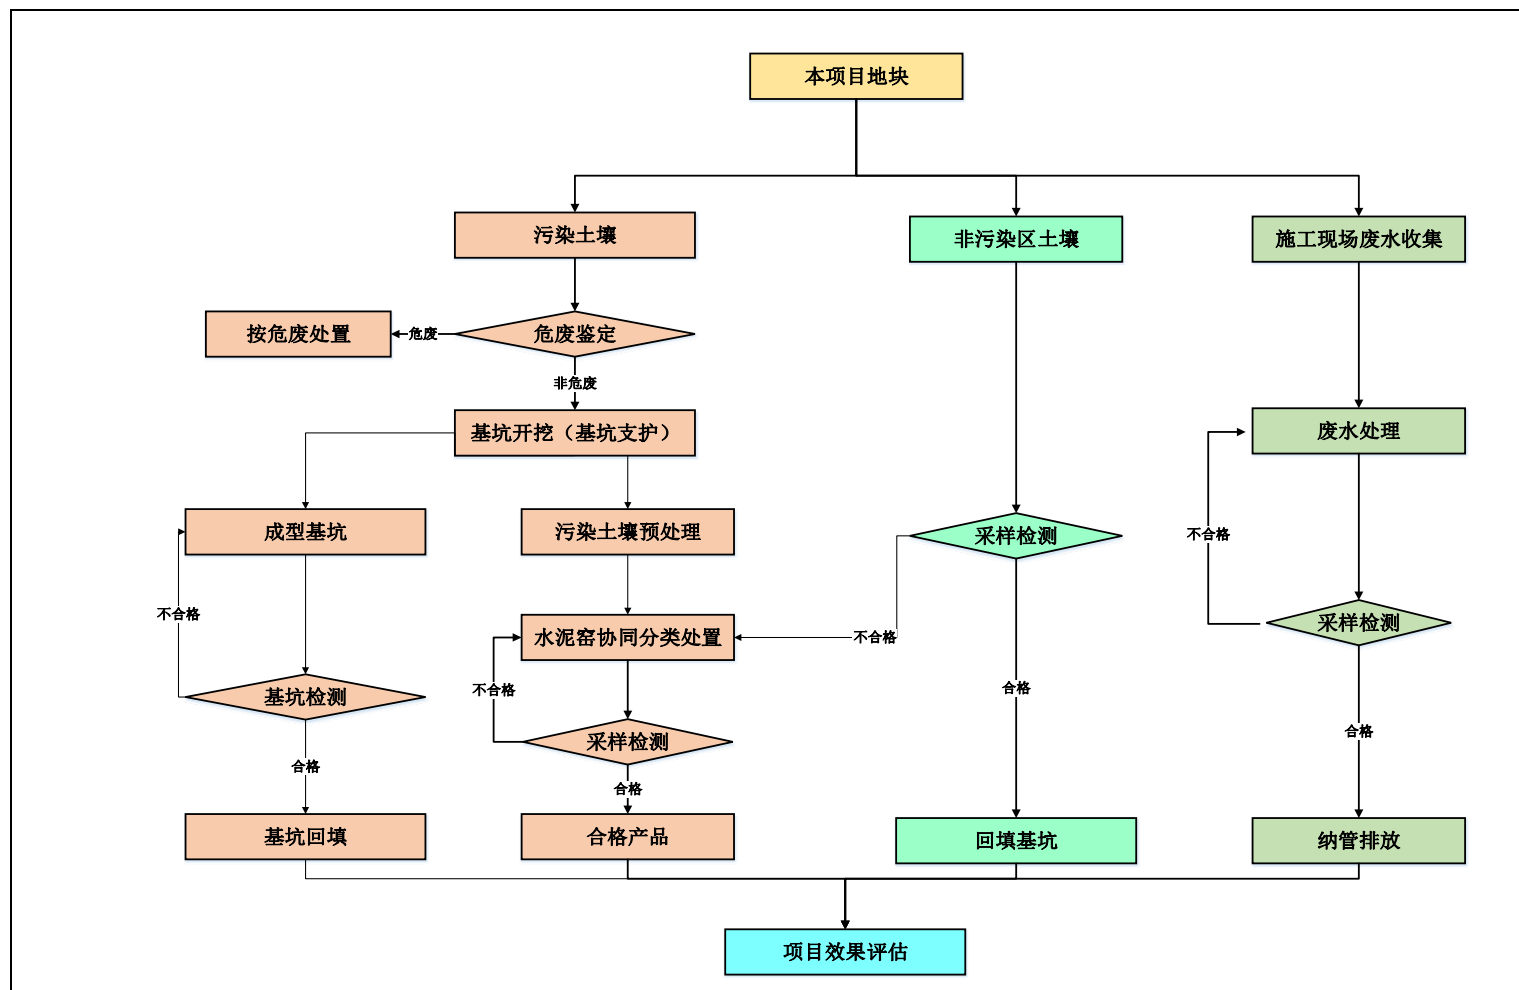 本项目地块
污染土壤
非污染区土壤
施工现场废水收集
按危废处置
危废
危废鉴定
非危废
基坑开挖（基坑支护）
废水处理
成型基坑
污染土壤预处理
采样检测
不合格
不合格
采样检测
水泥窑协同分类处置
不合格
不合格
基坑检测
合格
采样检测
合格
合格
合格
基坑回填
合格产品
回填基坑
纳管排放
项目效果评估